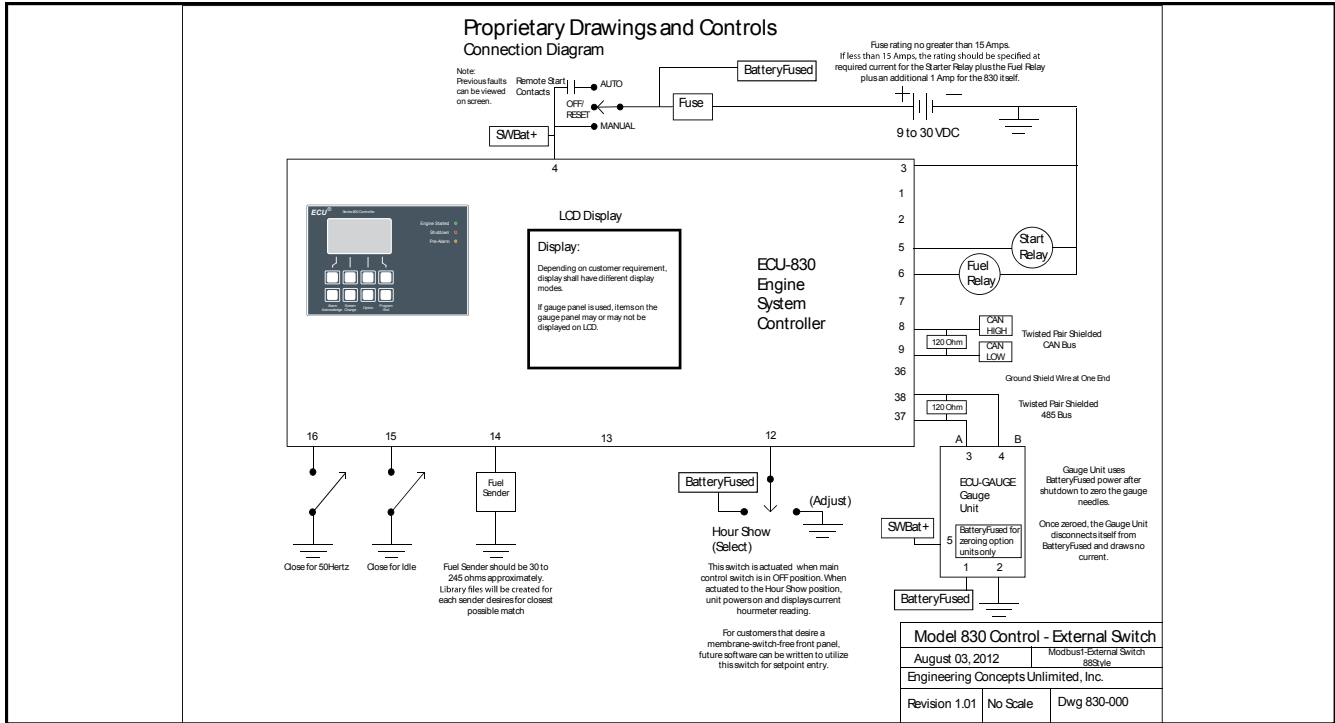 Proprietary Drawings and Controls
Connection Diagram
Note:
Previous faults
can be viewed
on screen.
Remote Start
Contacts
AUTO
OFF/
RESET
MANUAL
SWBat+
BatteryFused
Fuse
Fuse rating no greater than 15 Amps.
If less than 15 Amps, the rating should be specified at
required current for the Starter Relay plus the Fuel Relay
plus an additional 1 Amp for the 830 itself.
+
—
9 to 30 VDC
4
3
1
2
5
6
7
8
9
36
38
37
Start
Relay
Fuel
Relay
CAN
HIGH
120 Ohm
CAN
LOW
Twisted Pair Shielded
CAN Bus
Ground Shield Wire at One End
120 Ohm
Twisted Pair Shielded
485 Bus
ECU®
Series 830 Controller
Engine Started
Shutdown
Pre-Alarm
Alarm
Acknowledge
Screen
Change
Option
LCD Display
Display:
Depending on customer requirement,
display shall have different display
modes.
If gauge panel is used, items on the
gauge panel may or may not be
displayed on LCD.
ECU-830
Engine
System
Controller
16
15
14
13
12
Close for 50Hertz
Close for Idle
Fuel
Sender
Fuel Sender should be 30 to
245 ohms approximately.
Library files will be created for
each sender desires for closest
possible match
BatteryFused
(Adjust)
Hour Show
(Select)
This switch is actuated when main
control switch is in OFF position. When
actuated to the Hour Show position,
unit powers on and displays current
hourmeter reading.
For customers that desire a
membrane-switch-free front panel,
future software can be written to utilize
this switch for setpoint entry.
A
B
3
4
ECU-GAUGE
Gauge
Unit
SWBat+
5
BatteryFused for
zeroing option
units only
1
2
BatteryFused
Gauge Unit uses
BatteryFused power after
shutdown to zero the gauge
needles.
Once zeroed, the Gauge Unit
disconnects itself from
BatteryFused and draws no
current.
Model 830 Control - External Switch
August 03, 2012
Modbus1-External Switch
88Style
Engineering Concepts Unlimited, Inc.
Revision 1.01
No Scale
Dwg 830-000